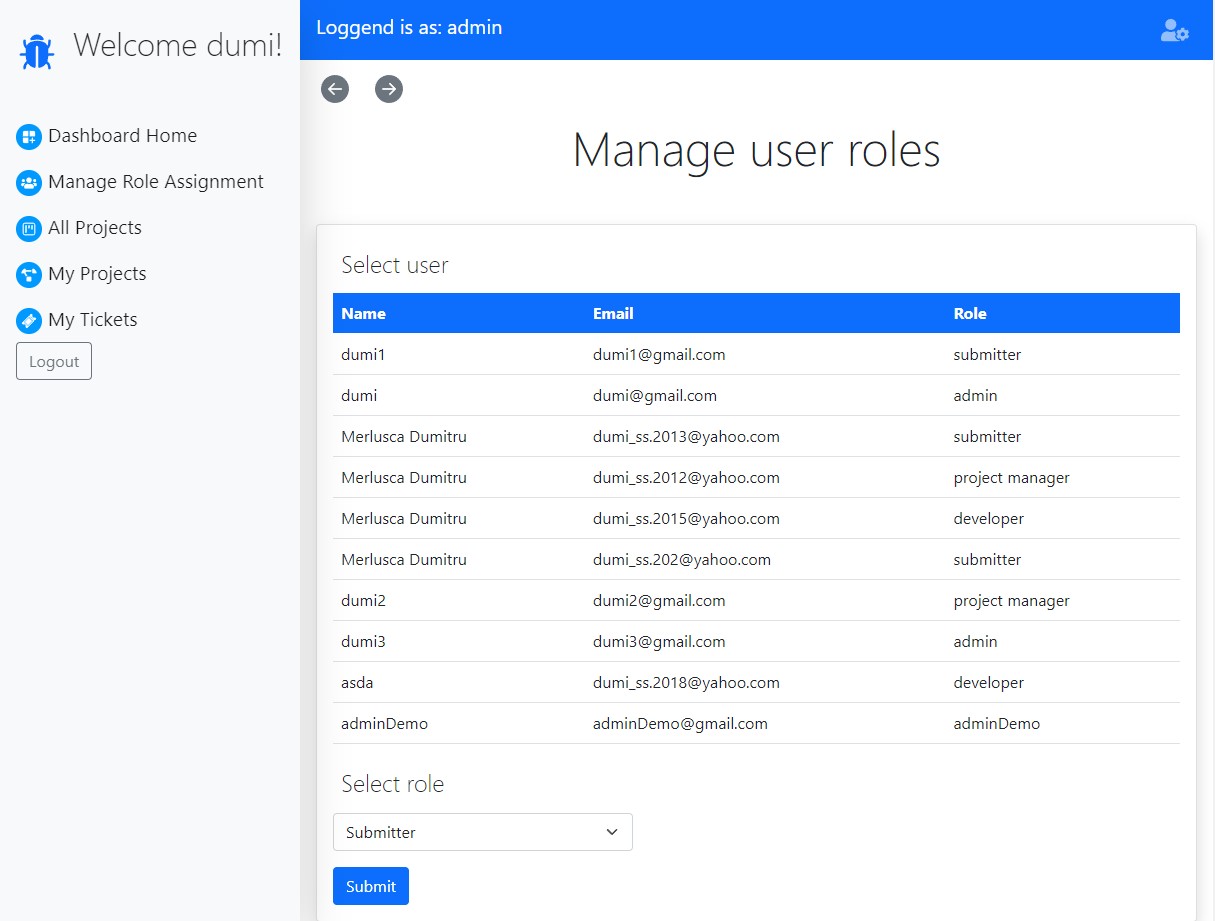 Welcome dumi!
Dashboard Home
Manage Role Assignment
All Projects
My Projects
My Tickets
Logout
Loggend is as: admin
Manage user roles
Select user
Name Email Role
dumi1 dumi1@gmail.com submitter
dumi dumi@gmail.com admin
Merlusca Dumitru dumi_ss.2013@yahoo.com submitter
Merlusca Dumitru dumi_ss.2012@yahoo.com project manager
Merlusca Dumitru dumi_ss.2015@yahoo.com developer
Merlusca Dumitru dumi_ss.202@yahoo.com submitter
dumi2 dumi2@gmail.com project manager
dumi3 dumi3@gmail.com admin
asda dumi_ss.2018@yahoo.com developer
adminDemo adminDemo@gmail.com adminDemo
Select role
Submitter
Submit